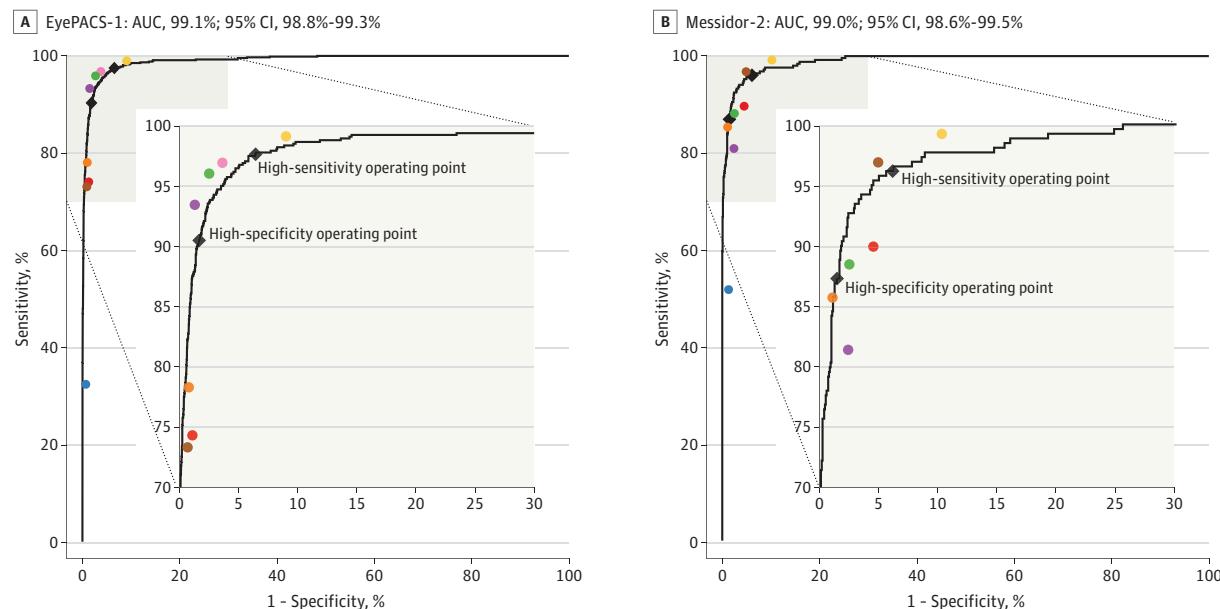 A EyePACS-1: AUC, 99.1%; 95% CI, 98.8%-99.3%
100
80
60
40
20
0
Sensitivity, %
0 20 40 60 80 100
1 - Specificity, %
100
95
90
85
80
75
70
0 5 10 15 20 25 30
High-sensitivity operating point
High-specificity operating point
B Messidor-2: AUC, 99.0%; 95% CI, 98.6%-99.5%
100
80
60
40
20
0
Sensitivity, %
0 20 40 60 80 100
1 - Specificity, %
100
95
90
85
80
75
70
0 5 10 15 20 25 30
High-sensitivity operating point
High-specificity operating point